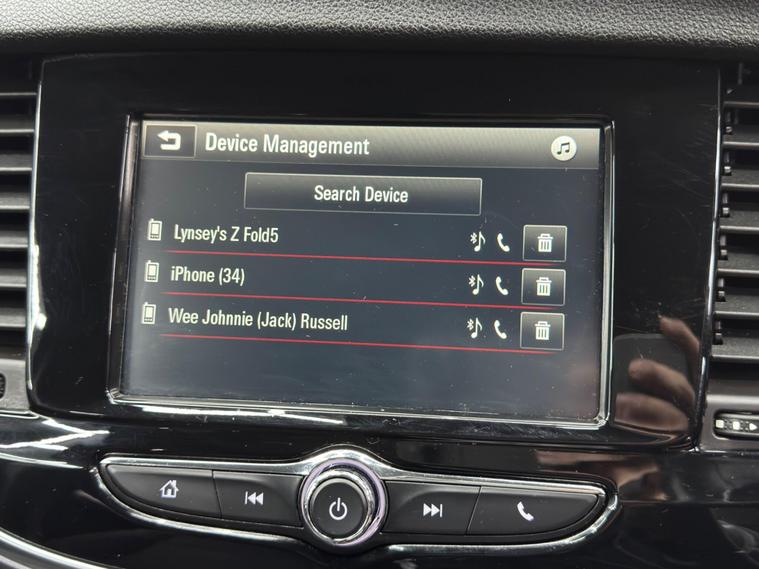 Device Management
Search Device
Lynsey's Z Fold5
iPhone (34)
Wee Johnnie (Jack) Russell